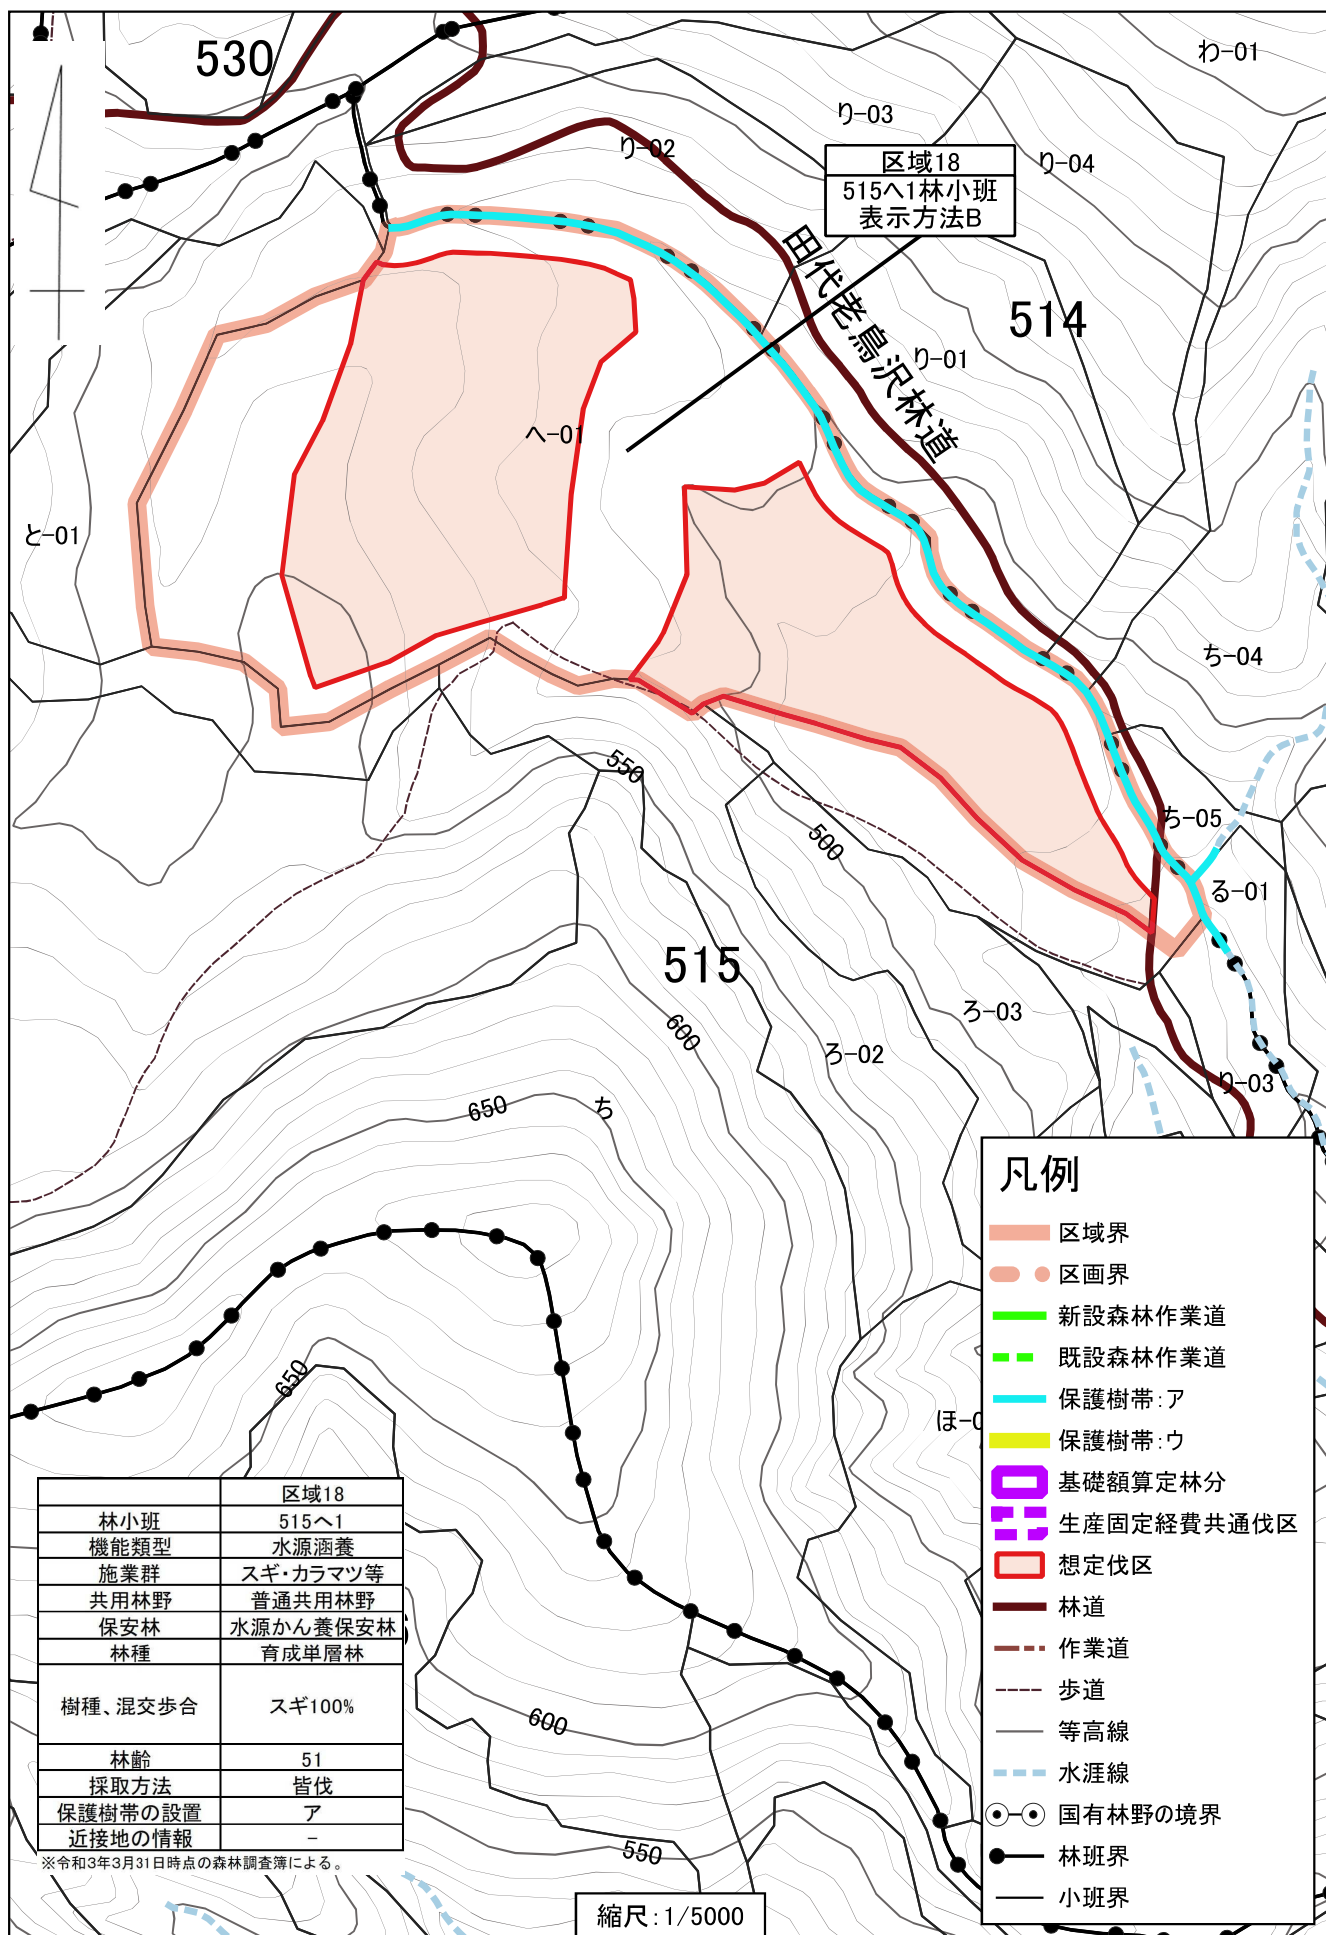 530
わ-01
り-03
り-02
り-04
区域18
515へ1林小班
表示方法B
田代老鳥沢林道
514
り-01
へ-01
と-01
ち-04
550
ち-05
500
る-01
515
ろ-03
600
ろ-02
り-03
650
ち
650
ほ-0
600
550
凡例
区域界
区画界
新設森林作業道
既設森林作業道
保護樹帯:ア
保護樹帯:ウ
基礎額算定林分
生産固定経費共通伐区
想定伐区
林道
作業道
歩道
等高線
水涯線
国有林野の境界
林班界
小班界
区域18
林小班 515へ1
機能類型 水源涵養
施業群 スギ・カラマツ等
共用林野 普通共用林野
保安林 水源かん養保安林
林種 育成単層林
樹種、混交歩合 スギ100%
林齢 51
採取方法 皆伐
保護樹帯の設置 ア
近接地の情報 -
※令和3年3月31日時点の森林調査簿による。
縮尺:1/5000